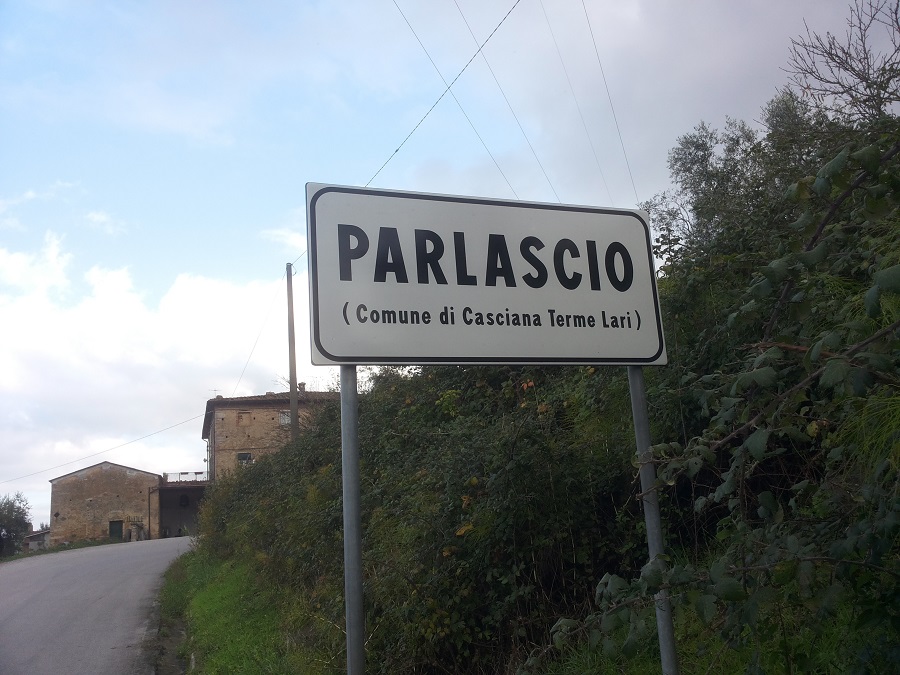 PARLASCIO
(Comune di Casciana Terme Lari)